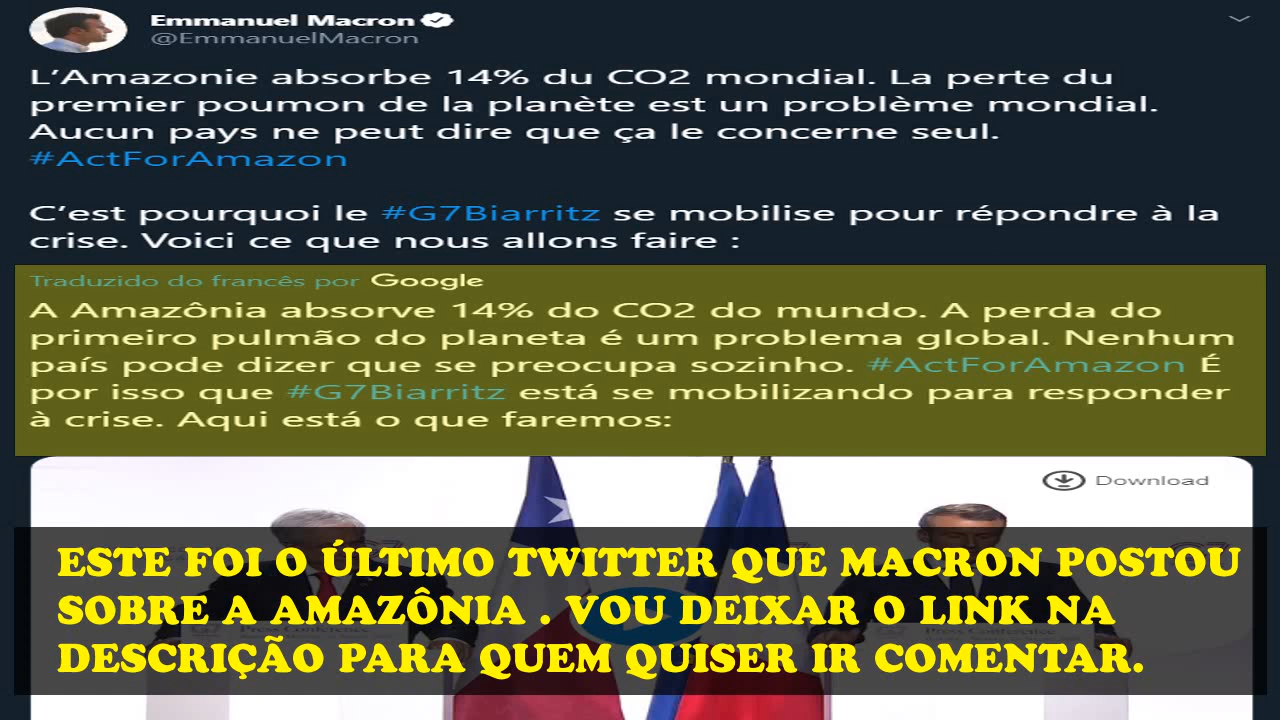 Emmanuel Macron
@EmmanuelMacron
L’Amazonie absorbe 14% du CO2 mondial. La perte du
premier poumon de la planète est un problème mondial.
Aucun pays ne peut dire que ça le concerne seul.
#ActForAmazon
C’est pourquoi le #G7Biarritz se mobilise pour répondre à la
crise. Voici ce que nous allons faire :
Traduzido do francês por Google
A Amazônia absorve 14% do CO2 do mundo. A perda do
primeiro pulmão do planeta é um problema global. Nenhum
país pode dizer que se preocupa sozinho. #ActForAmazon É
por isso que #G7Biarritz está se mobilizando para responder
à crise. Aqui está o que faremos:
Download
ESTE FOI O ÚLTIMO TWITTER QUE MACRON POSTOU
SOBRE A AMAZÔNIA . VOU DEIXAR O LINK NA
DESCRIÇÃO PARA QUEM QUISER IR COMENTAR.
Press Conference
Press Conference